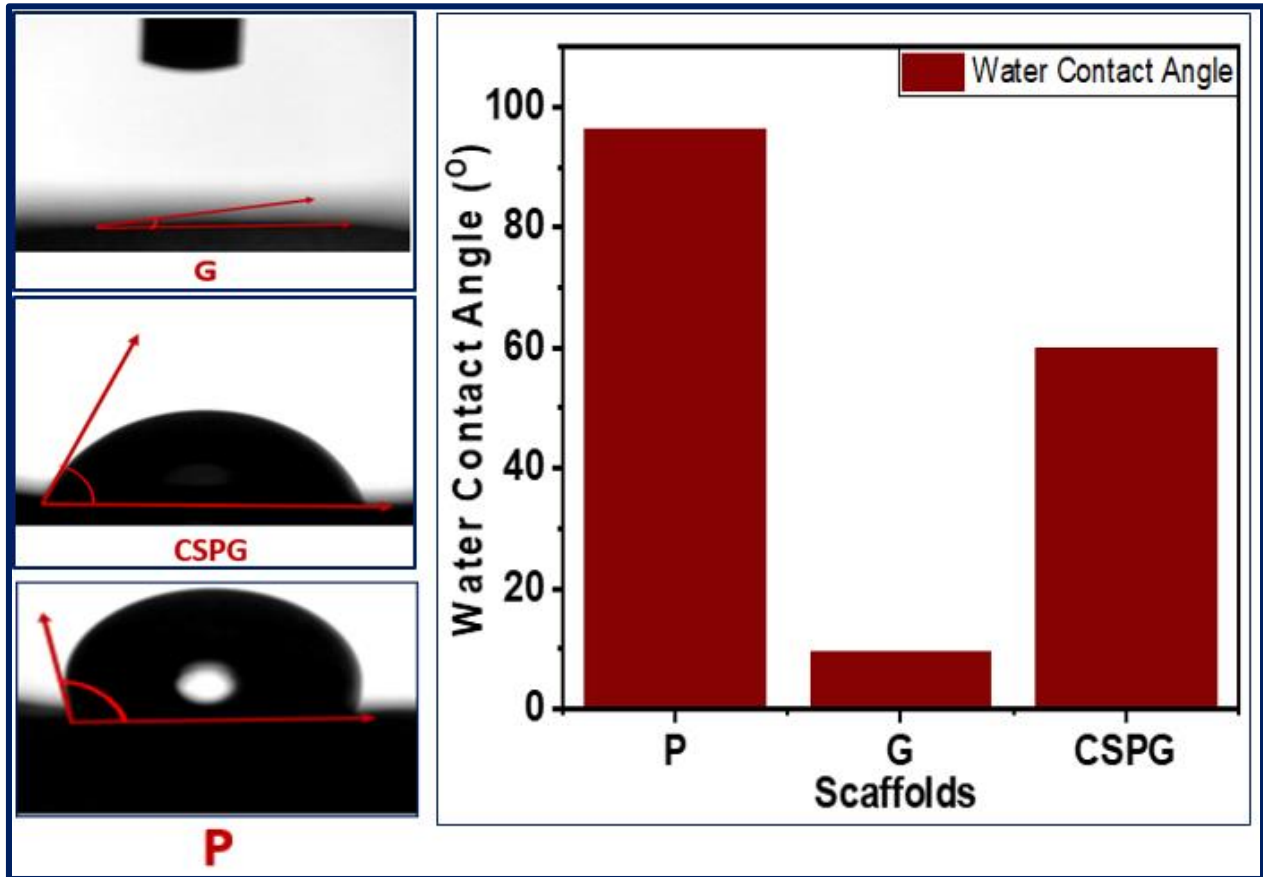 G
CSPG
P
Water Contact Angle
Water Contact Angle (O)
100
80
60
40
20
0
P G CSPG
Scaffolds